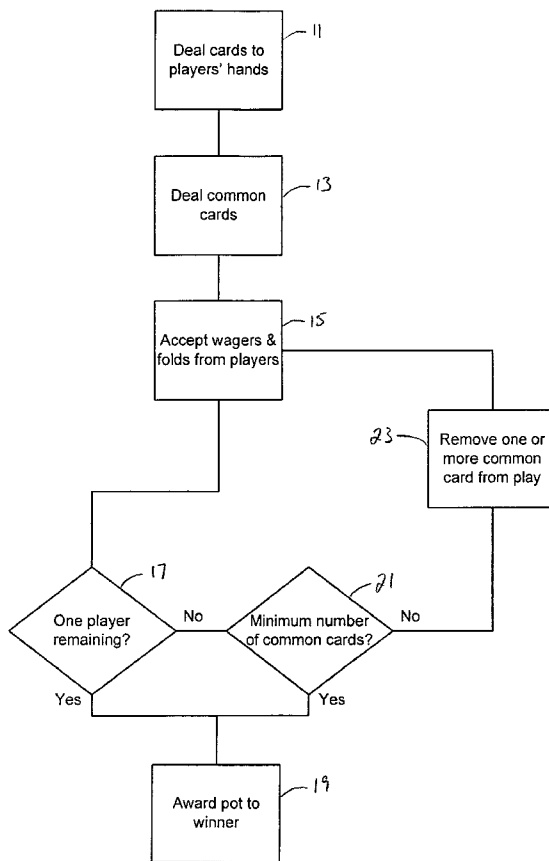 Deal cards to
players' hands
11
Deal common
cards
13
Accept wagers &
folds from players
15
23
Remove one or
more common
card from play
17
One player
remaining?
No
21
Minimum number
of common cards?
No
Yes
Yes
Award pot to
winner
19